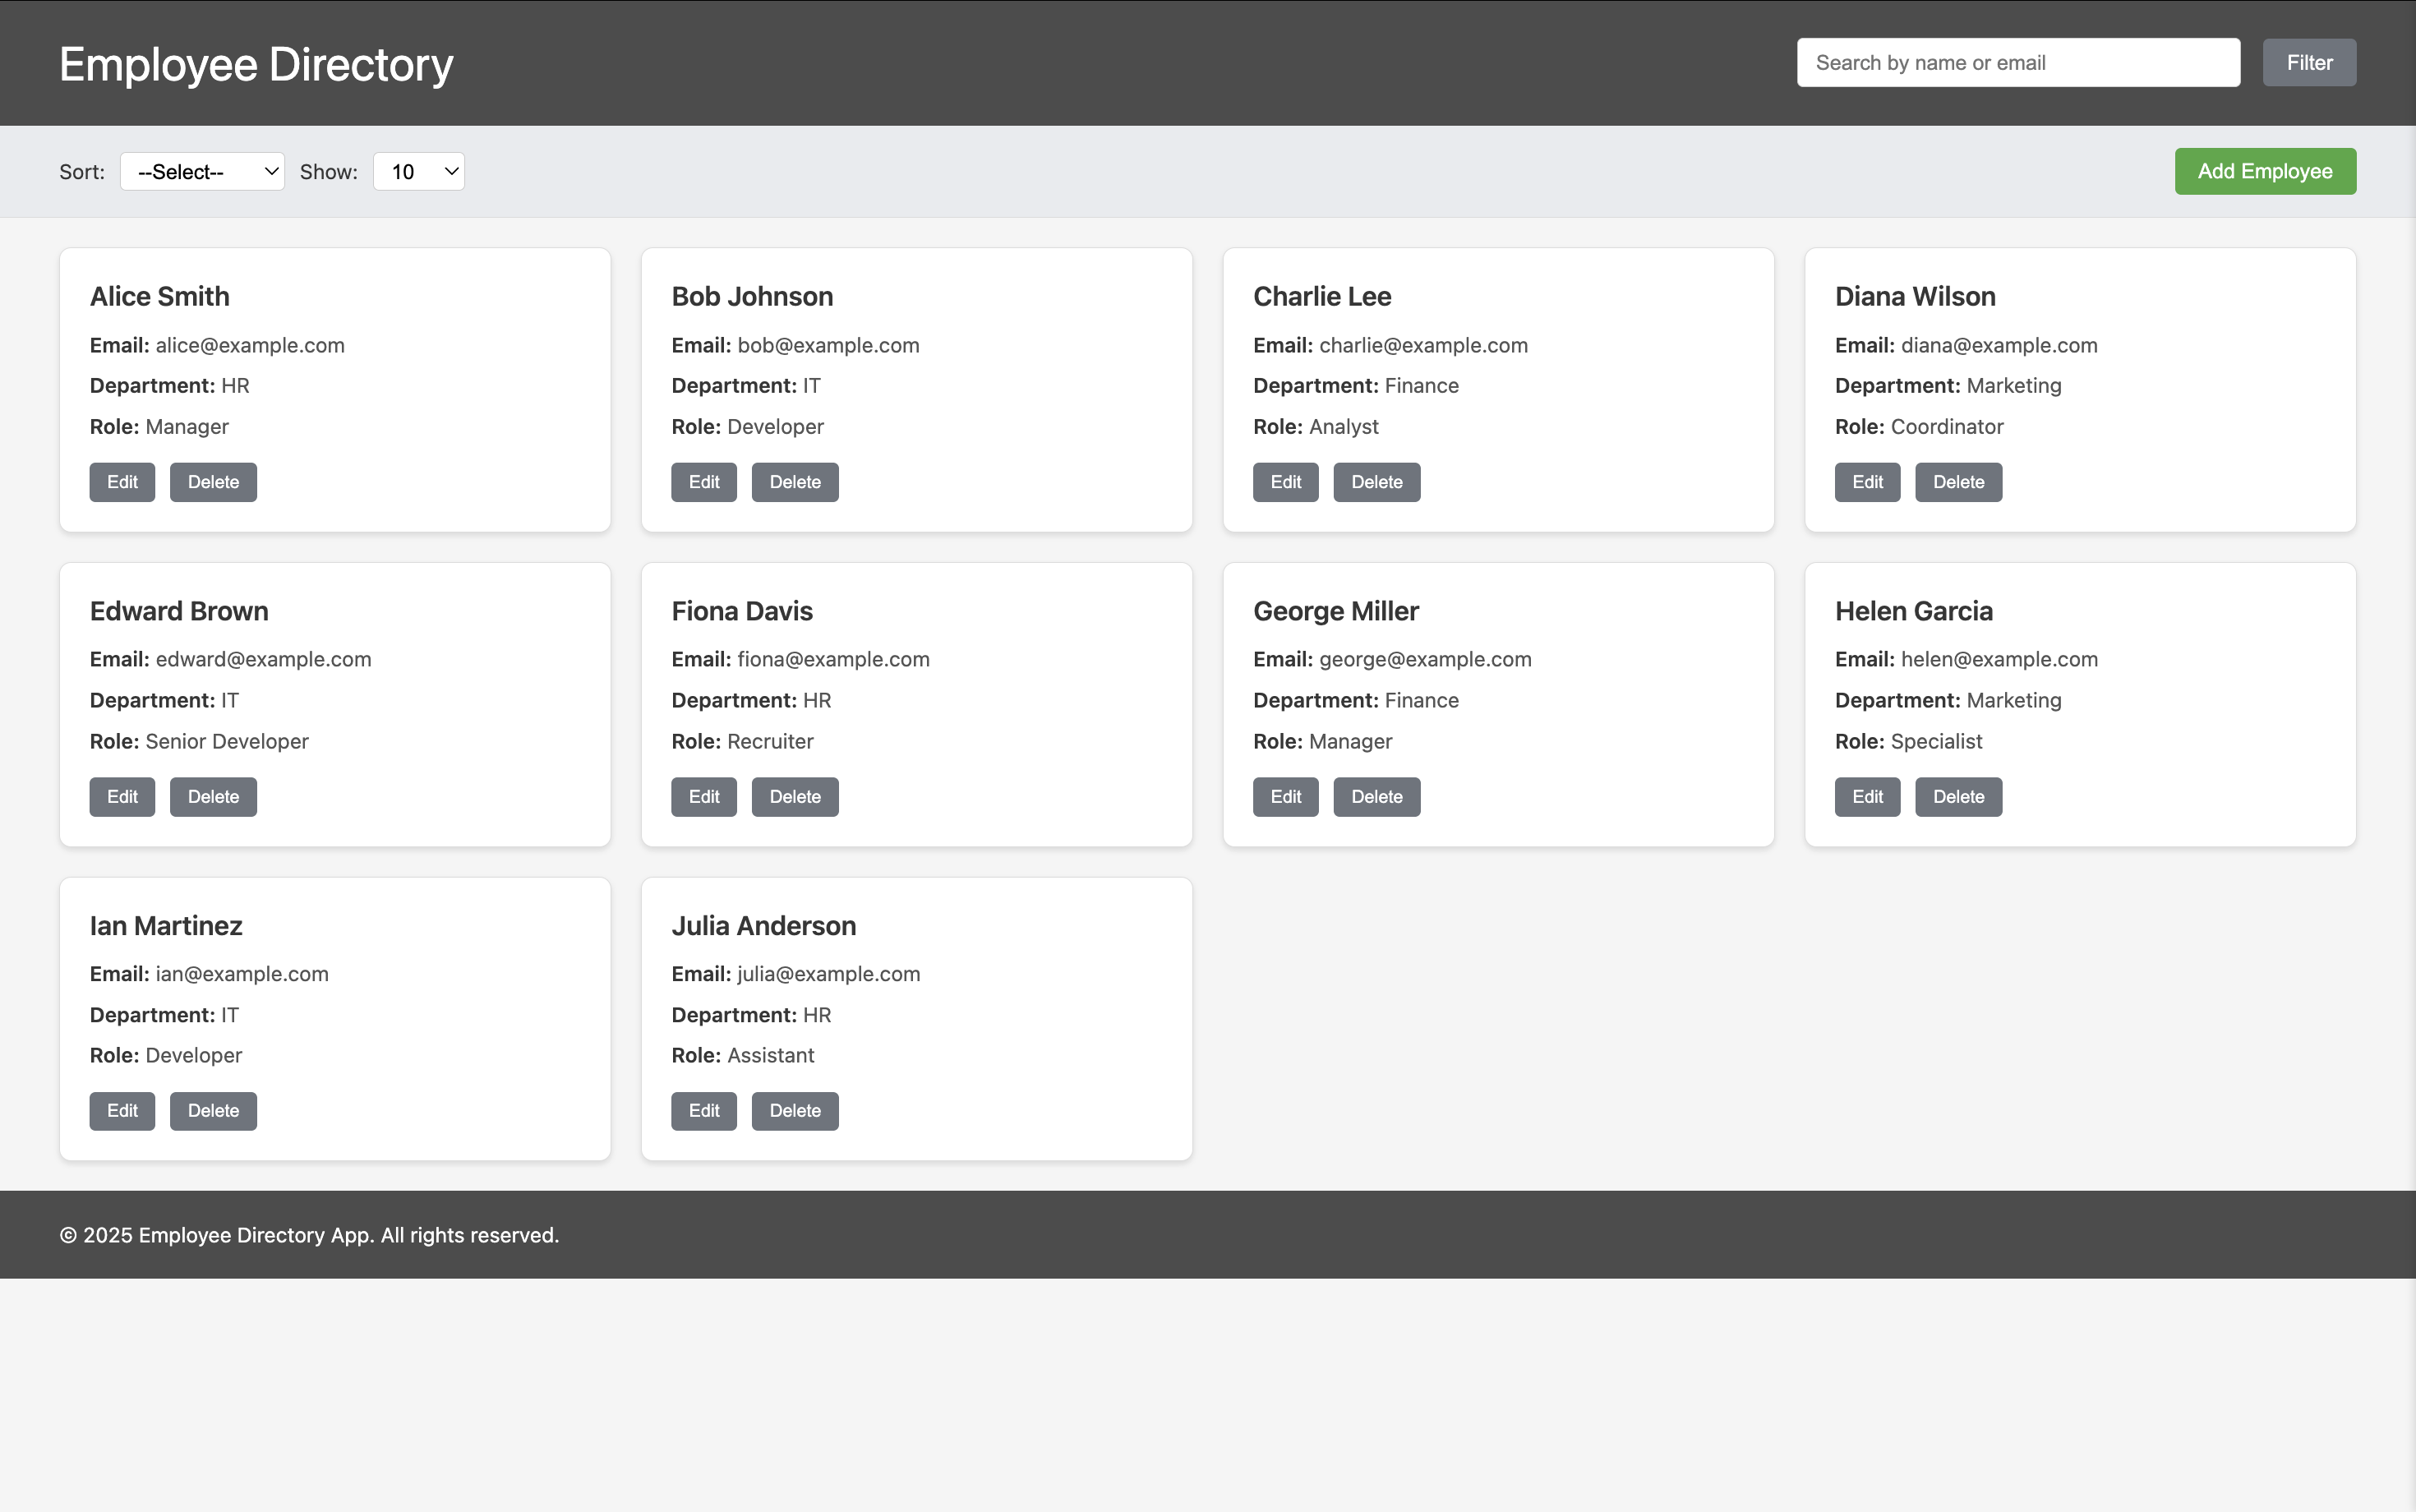 Employee Directory
Search by name or email
Filter
Sort: --Select-- Show: 10
Add Employee
Alice Smith
Email: alice@example.com
Department: HR
Role: Manager
Edit Delete
Bob Johnson
Email: bob@example.com
Department: IT
Role: Developer
Edit Delete
Charlie Lee
Email: charlie@example.com
Department: Finance
Role: Analyst
Edit Delete
Diana Wilson
Email: diana@example.com
Department: Marketing
Role: Coordinator
Edit Delete
Edward Brown
Email: edward@example.com
Department: IT
Role: Senior Developer
Edit Delete
Fiona Davis
Email: fiona@example.com
Department: HR
Role: Recruiter
Edit Delete
George Miller
Email: george@example.com
Department: Finance
Role: Manager
Edit Delete
Helen Garcia
Email: helen@example.com
Department: Marketing
Role: Specialist
Edit Delete
Ian Martinez
Email: ian@example.com
Department: IT
Role: Developer
Edit Delete
Julia Anderson
Email: julia@example.com
Department: HR
Role: Assistant
Edit Delete
© 2025 Employee Directory App. All rights reserved.